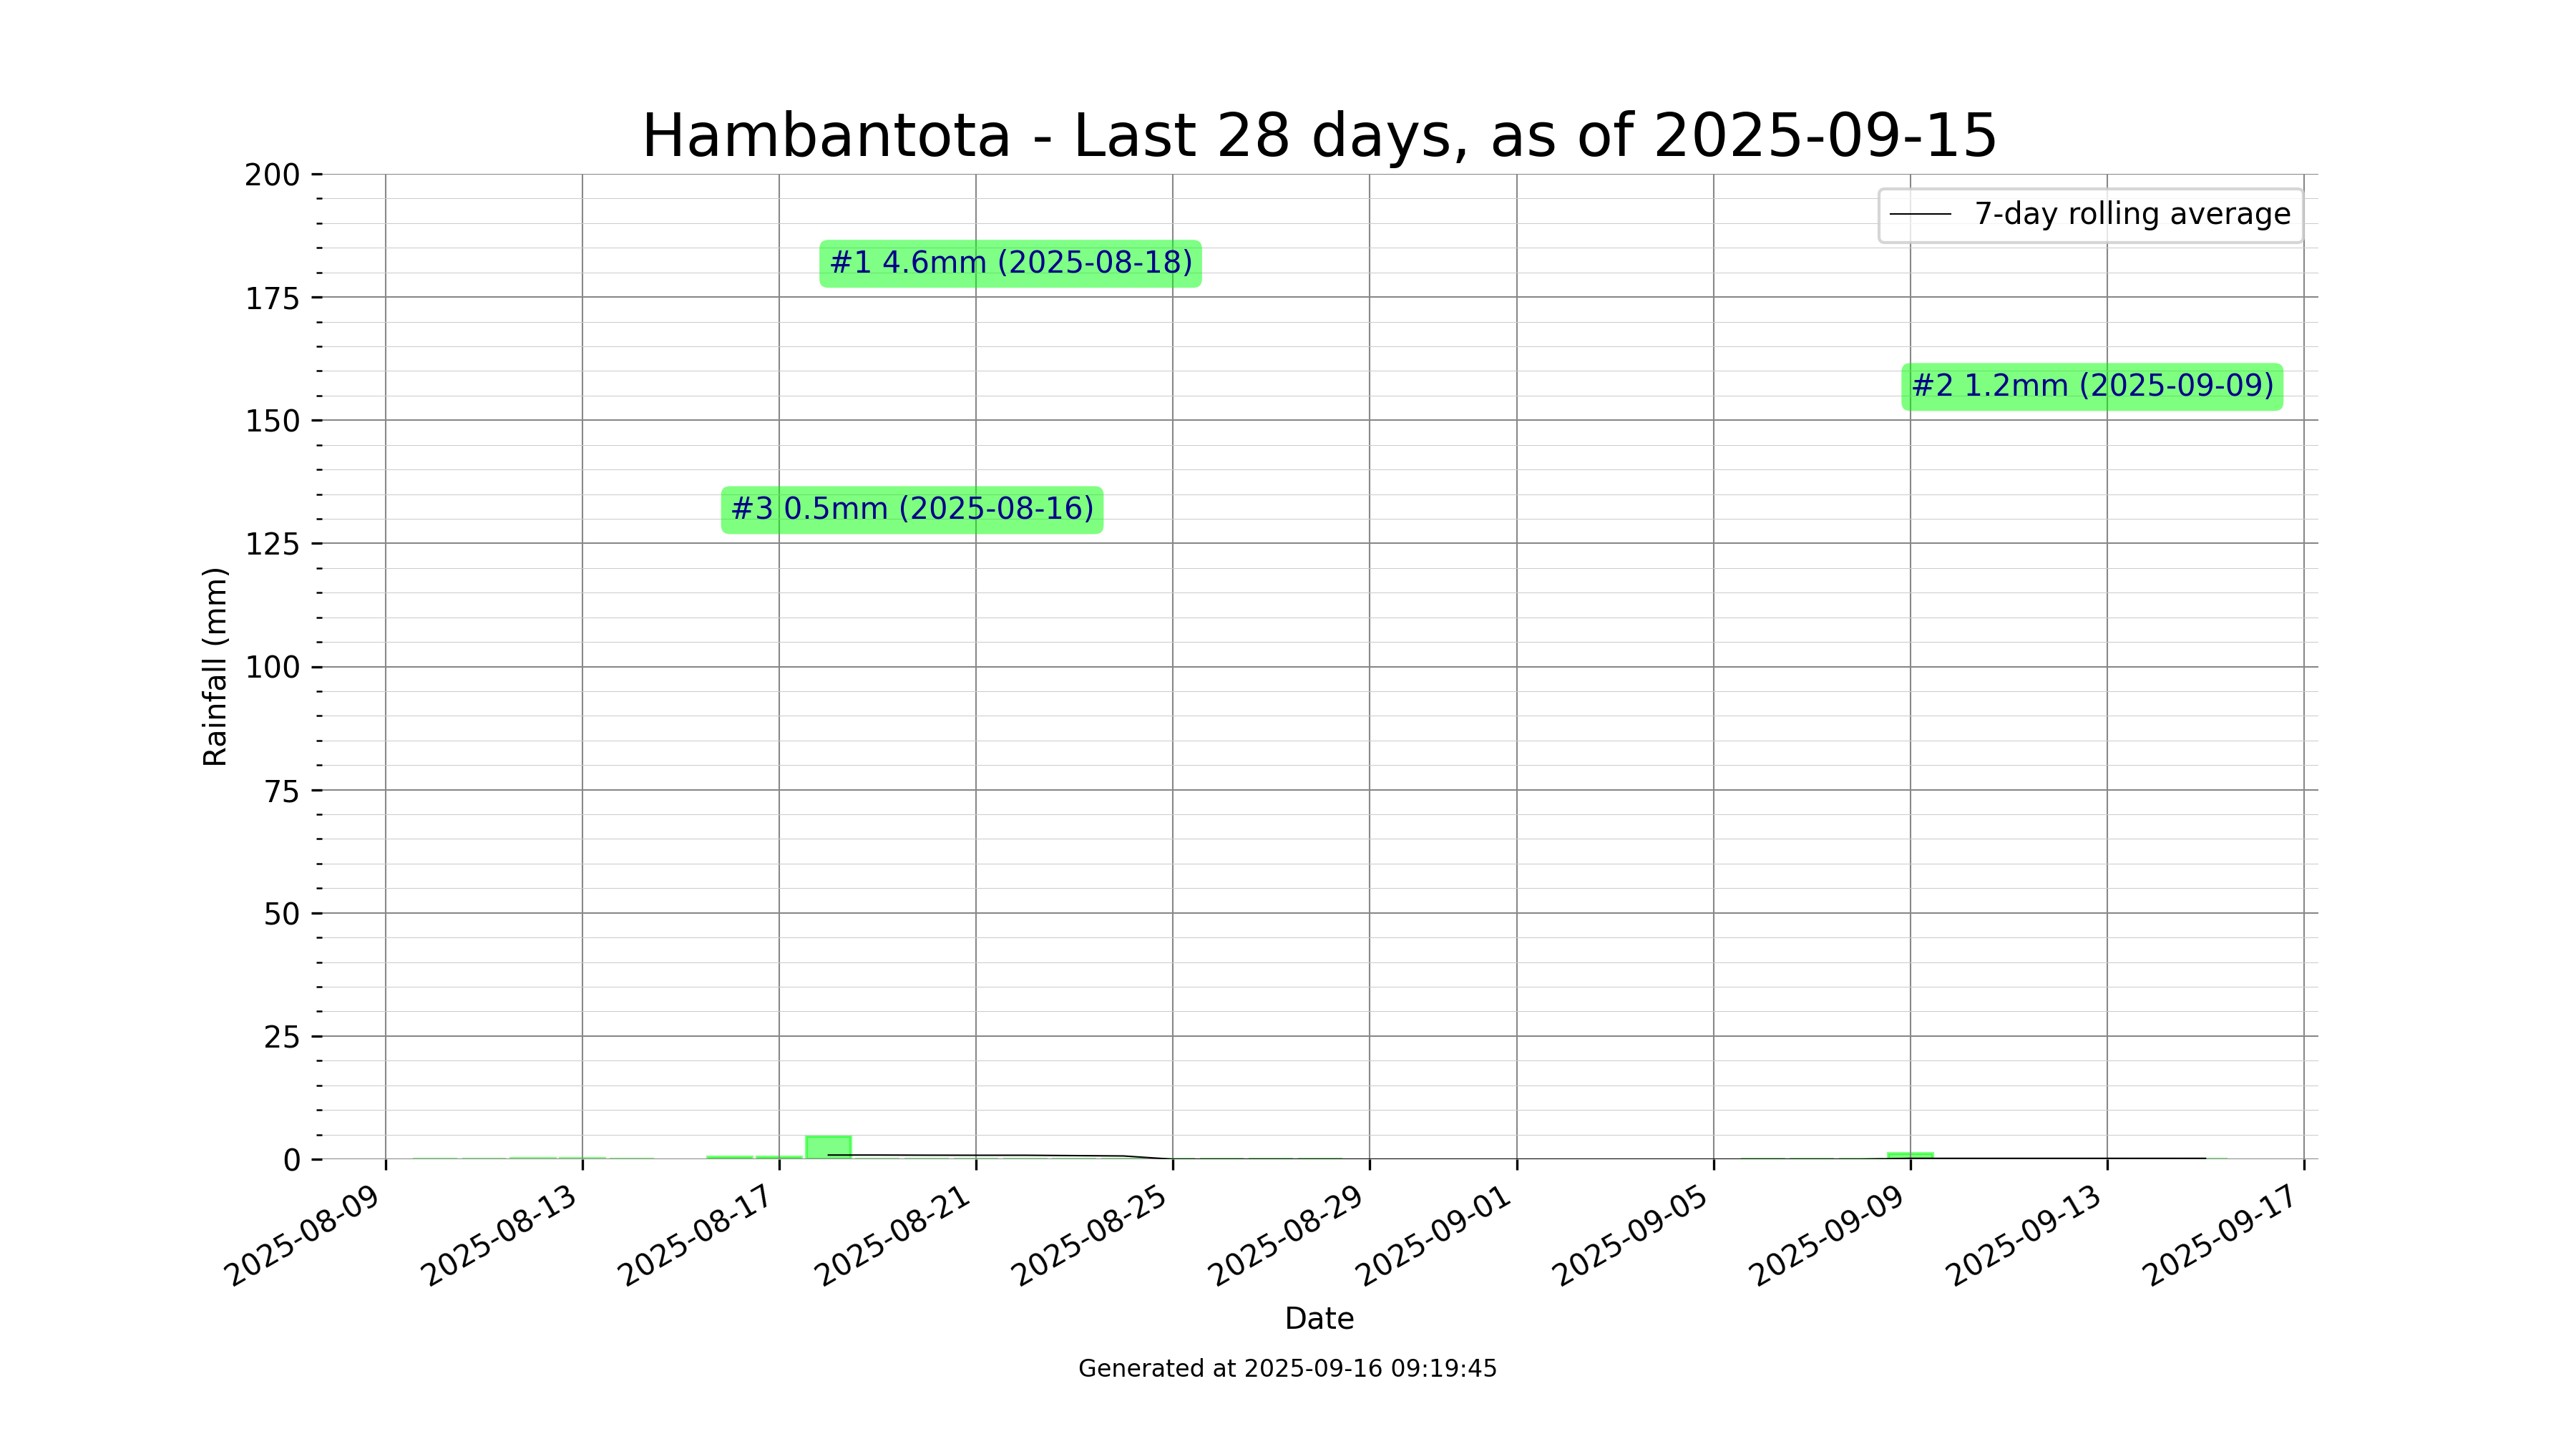 Hambantota - Last 28 days, as of 2025-09-15
7-day rolling average
#1 4.6mm (2025-08-18)
#2 1.2mm (2025-09-09)
#3 0.5mm (2025-08-16)
Rainfall (mm)
200
175
150
125
100
75
50
25
0
2025-08-09
2025-08-13
2025-08-17
2025-08-21
2025-08-25
2025-08-29
2025-09-01
2025-09-05
2025-09-09
2025-09-13
2025-09-17
Date
Generated at 2025-09-16 09:19:45